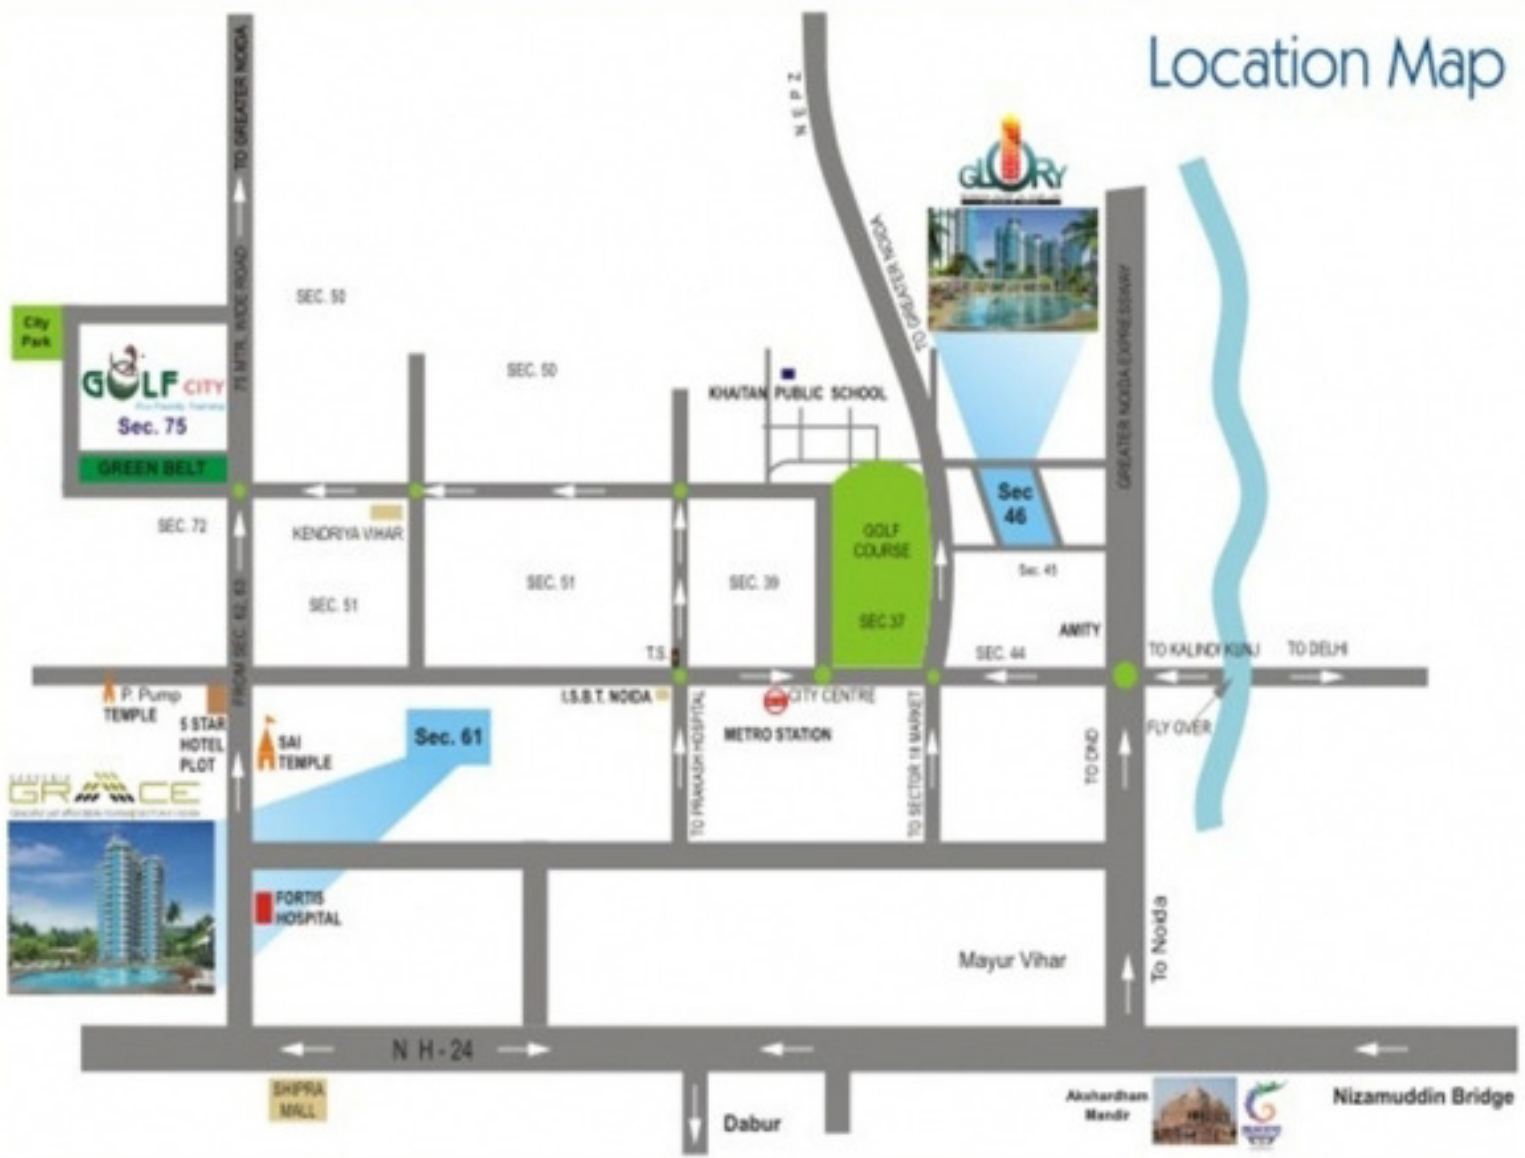 Location Map
TO GREATER NOIDA
75 MTR. WIDE ROAD
FROM SEC. 62, 63
NEPZ
GLORY
TO GREATER NOIDA
GREATER NOIDA EXPRESSWAY
SEC. 50
City
Park
GOLF CITY
Sec. 75
GREEN BELT
SEC. 50
KHAITAN PUBLIC SCHOOL
Sec
46
SEC. 72
KENDRIYA VIHAR
GOLF
COURSE
SEC. 51
SEC. 51
SEC. 39
SEC 37
Sec. 45
AMITY
T.S.
SEC. 44
TO KALINDI KUNJ
TO DELHI
P. Pump
TEMPLE
5 STAR
HOTEL
PLOT
SAI
TEMPLE
Sec. 61
I.S.B.T. NOIDA
CITY CENTRE
METRO STATION
TO PRAKASH HOSPITAL
TO SECTOR 18 MARKET
TO DND
FLY OVER
GRACE
FORTIS
HOSPITAL
Mayur Vihar
To Noida
N H - 24
SHIPRA
MALL
Dabur
Akshardham
Mandir
Nizamuddin Bridge